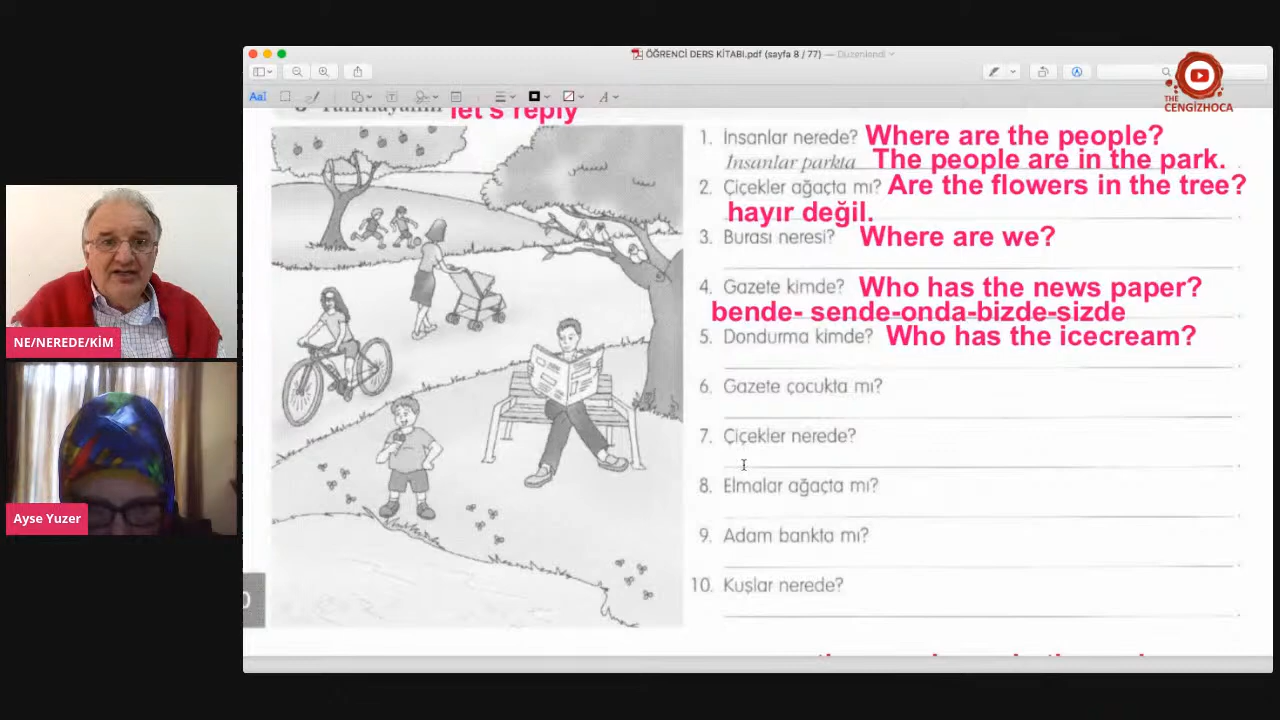 ÖĞRENCİ DERS KİTABI.pdf (sayfa 8 / 77) — Düzenlendi
THE CENGİZHOCA
let's reply
1. İnsanlar nerede? Where are the people?
İnsanlar parkta The people are in the park.
2. Çiçekler ağaçta mı? Are the flowers in the tree?
hayır değil.
3. Burası neresi? Where are we?
4. Gazete kimde? Who has the news paper?
bende- sende-onda-bizde-sizde
5. Dondurma kimde? Who has the icecream?
6. Gazete çocukta mı?
7. Çiçekler nerede?
8. Elmalar ağaçta mı?
9. Adam bankta mı?
10. Kuşlar nerede?
NE/NEREDE/KİM
Ayse Yuzer